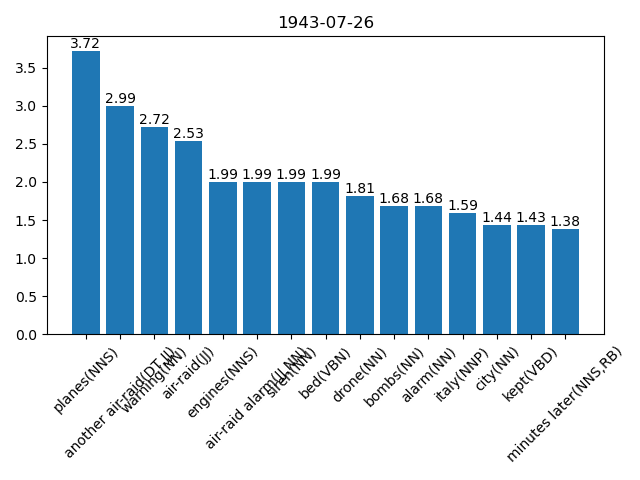 1943-07-26
3.72
2.99
2.72
2.53
1.99
1.99
1.99
1.99
1.81
1.68
1.68
1.59
1.44
1.43
1.38
3.5
3.0
2.5
2.0
1.5
1.0
0.5
0.0
planes(NNS)
another air-raid(DT,JJ)
warning(NN)
air-raid(JJ)
engines(NNS)
air-raid alarm(JJ,NN)
siren(NN)
bed(VBN)
drone(NN)
bombs(NN)
alarm(NN)
italy(NNP)
city(NN)
kept(VBD)
minutes later(NNS,RB)